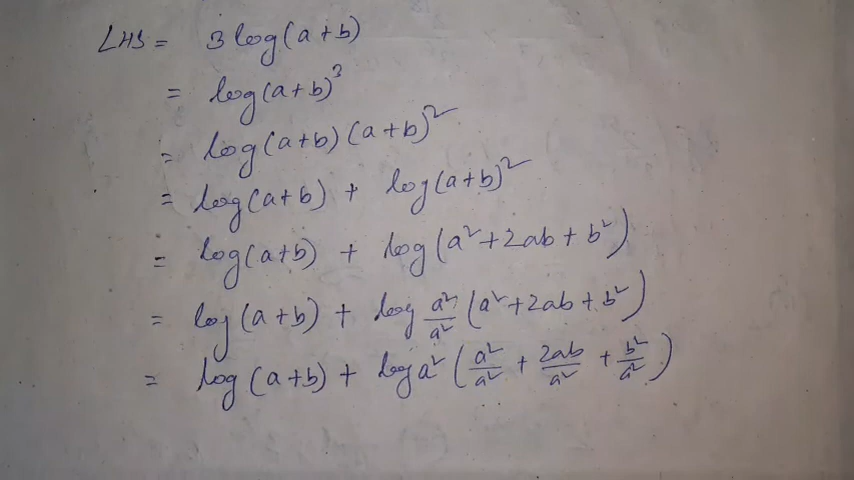 LHS = 3 log(a+b)
= log(a+b)³
= log(a+b)(a+b)²
= log(a+b) + log(a+b)²
= log(a+b) + log(a²+2ab+b²)
= log(a+b) + log a²/a² (a²+2ab+b²)
= log(a+b) + log a² (a²/a² + 2ab/a² + b²/a²)